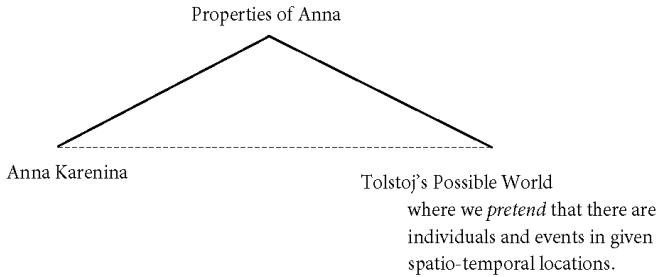 Properties of Anna
Anna Karenina
Tolstoj’s Possible World
where we pretend that there are
individuals and events in given
spatio-temporal locations.